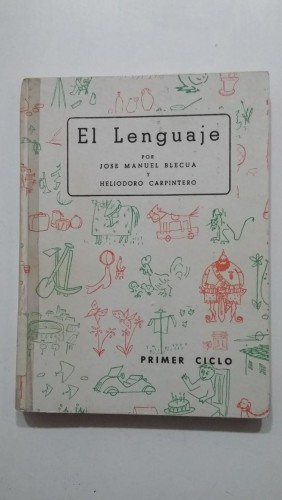 El Lenguaje
POR
JOSE MANUEL BLECUA
Y
HELIODORO CARPINTERO
PRIMER CICLO